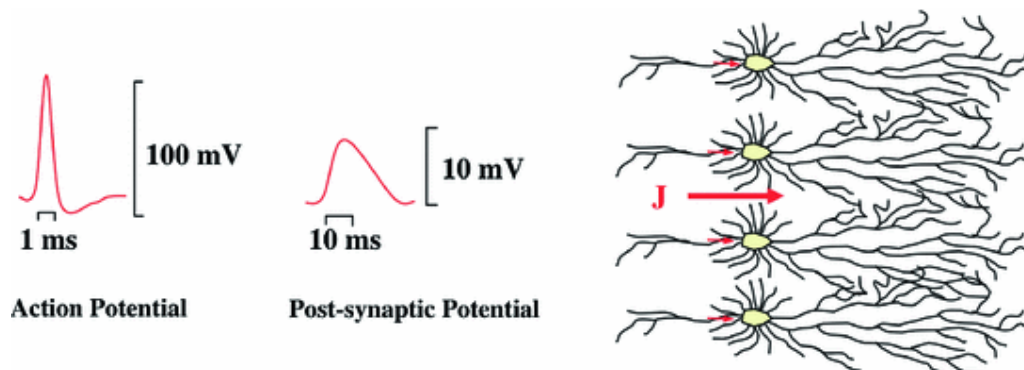 100 mV
1 ms
Action Potential
10 mV
10 ms
Post-synaptic Potential
J